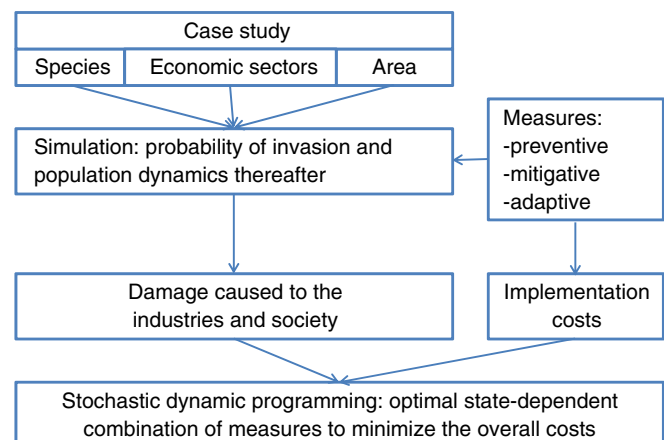 Case study
Species Economic sectors Area
Measures:
-preventive
-mitigative
-adaptive
Simulation: probability of invasion and
population dynamics thereafter
Damage caused to the
industries and society
Implementation
costs
Stochastic dynamic programming: optimal state-dependent
combination of measures to minimize the overall costs